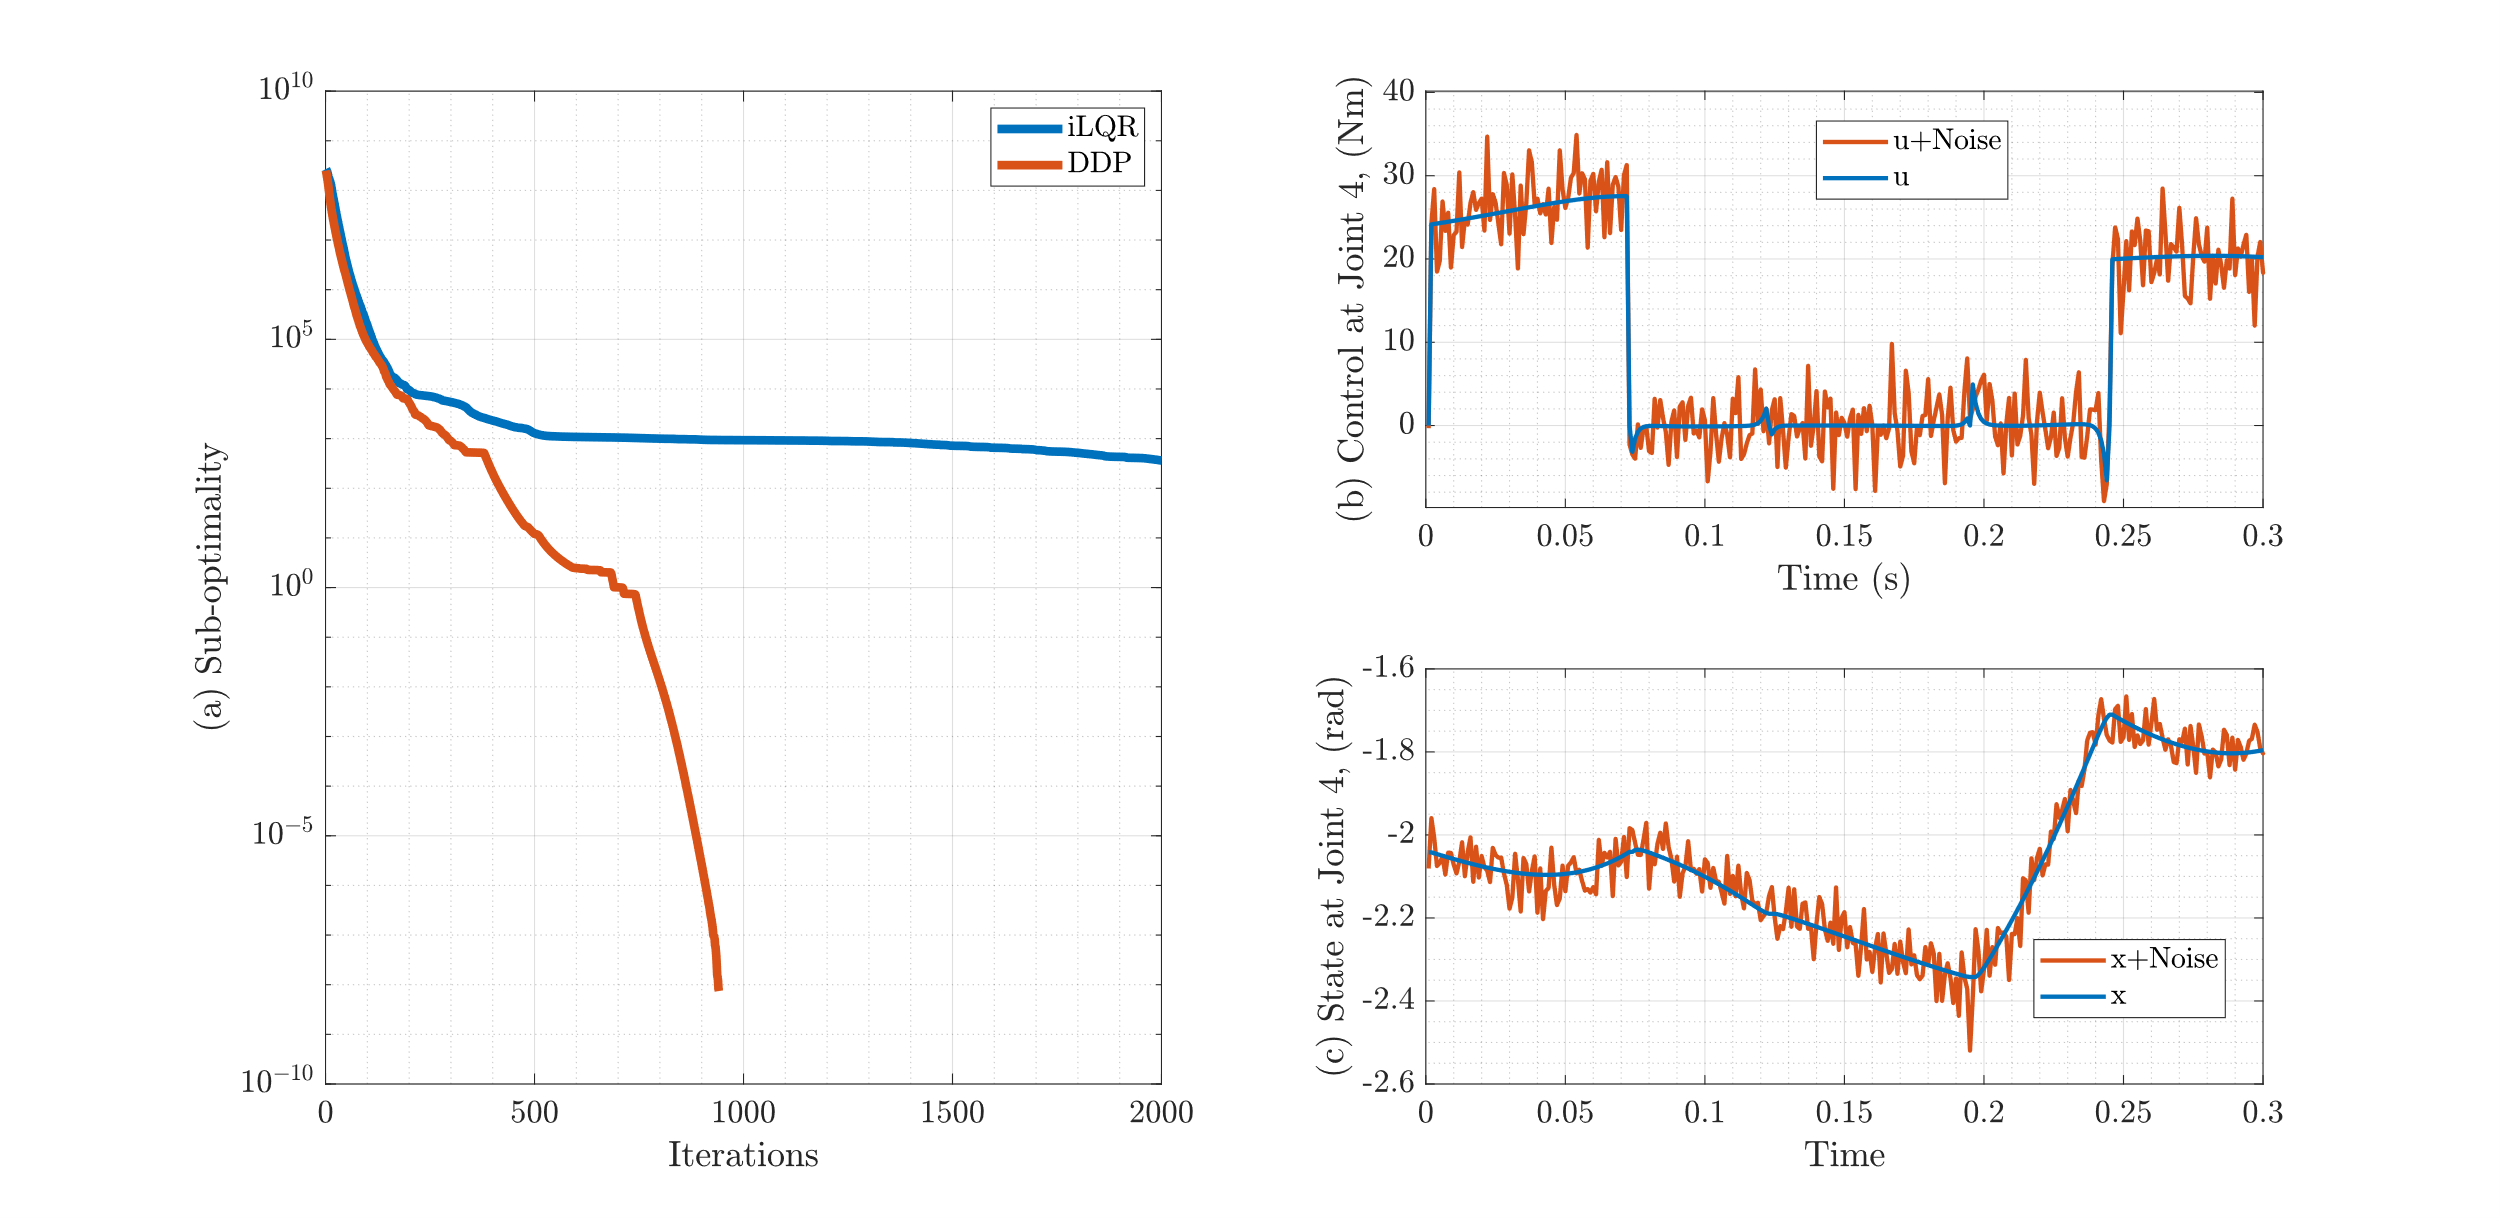 (a) Sub-optimality
10^10
10^5
10^0
10^−5
10^−10
0 500 1000 1500 2000
Iterations
iLQR
DDP
(b) Control at Joint 4, (Nm)
40
30
20
10
0
0 0.05 0.1 0.15 0.2 0.25 0.3
Time (s)
u+Noise
u
(c) State at Joint 4, (rad)
-1.6
-1.8
-2
-2.2
-2.4
-2.6
0 0.05 0.1 0.15 0.2 0.25 0.3
Time
x+Noise
x